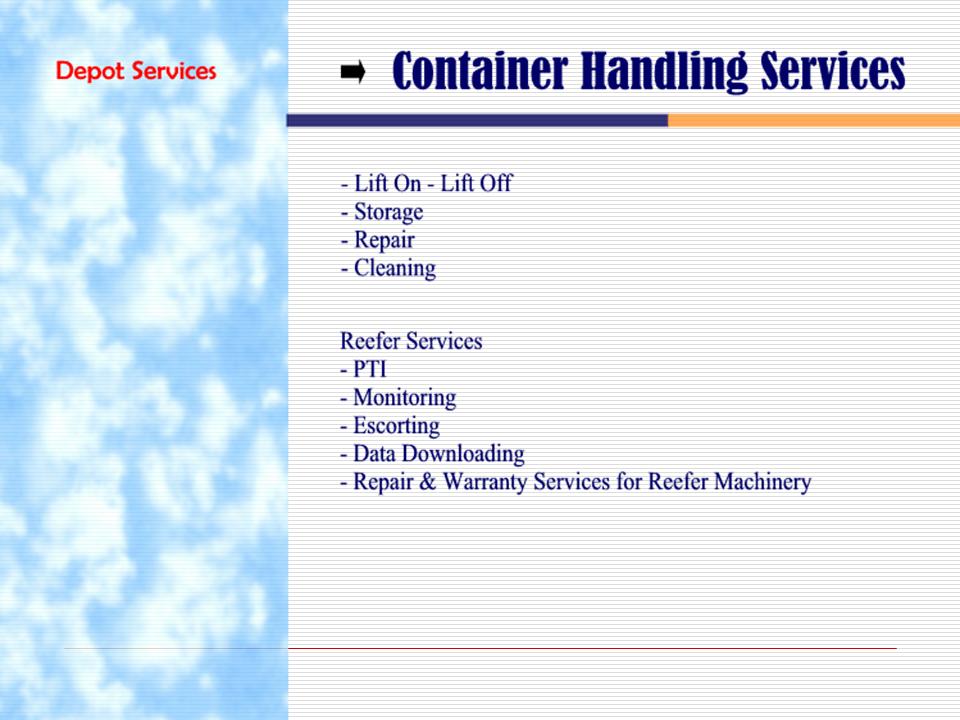 Depot Services
Container Handling Services
- Lift On - Lift Off
- Storage
- Repair
- Cleaning
Reefer Services
- PTI
- Monitoring
- Escorting
- Data Downloading
- Repair & Warranty Services for Reefer Machinery